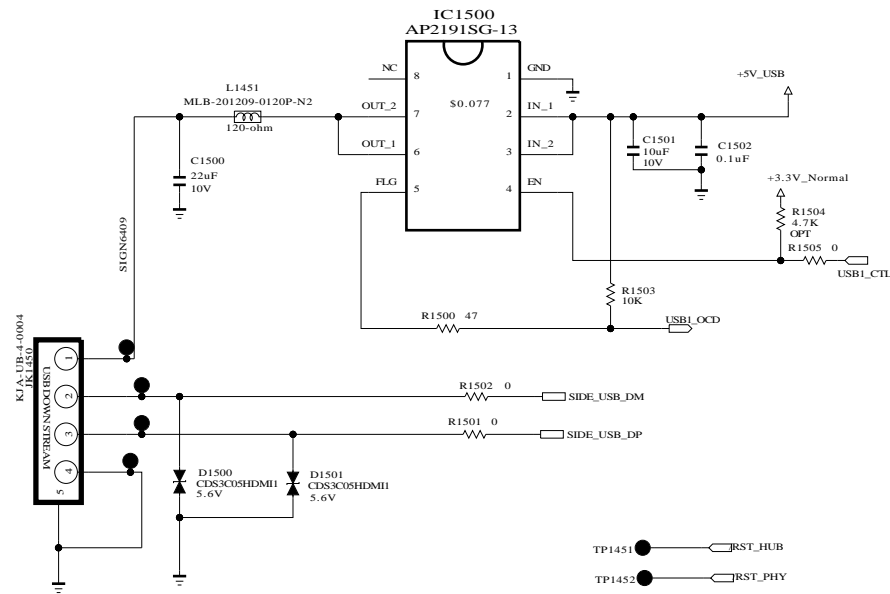 IC1500
AP2191SG-13
L1451
MLB-201209-0120P-N2
120-ohm
NC
8
1
GND
+5V_USB
$0.077
OUT_2
7
2
IN_1
OUT_1
6
3
IN_2
FLG
5
4
EN
C1500
22uF
10V
C1501
10uF
10V
C1502
0.1uF
+3.3V_Normal
R1504
4.7K
OPT
R1505 0
USB1_CTL
SIGN6409
R1503
10K
R1500 47
USB1_OCD
KJA-UB-4-0004
JK1450
USB DOWN STREAM
1
2
3
4
5
R1502 0
SIDE_USB_DM
R1501 0
SIDE_USB_DP
D1500
CDS3C05HDMI1
5.6V
D1501
CDS3C05HDMI1
5.6V
TP1451
/RST_HUB
TP1452
/RST_PHY